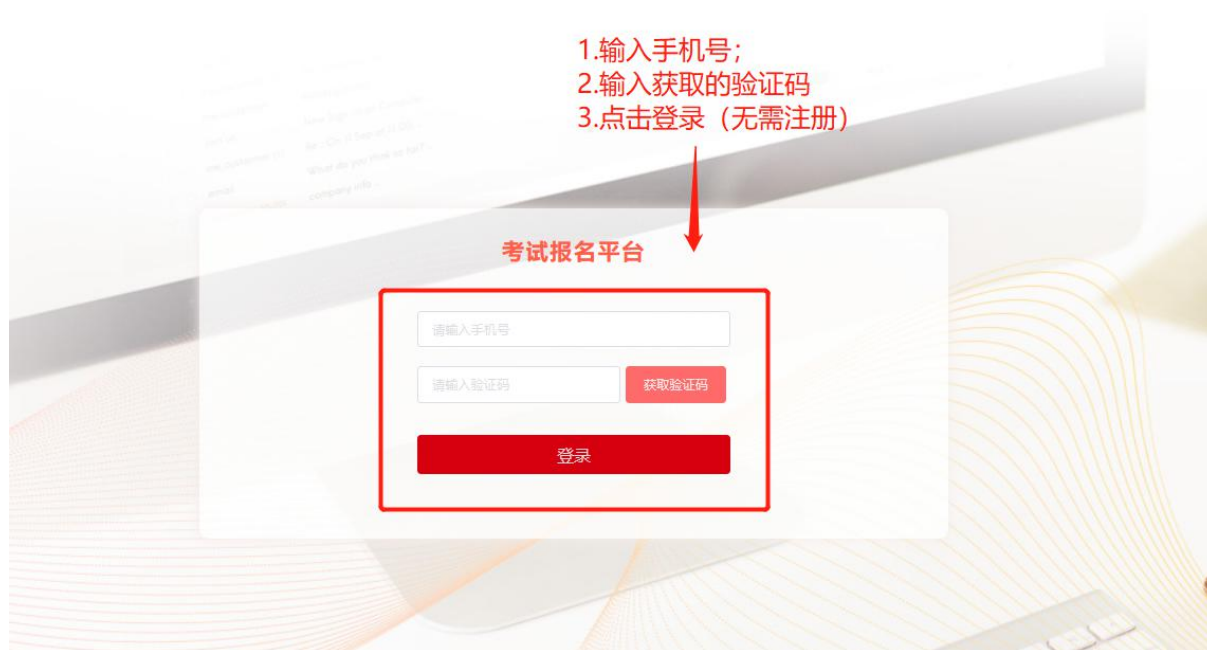 1.输入手机号；
2.输入获取的验证码
3.点击登录（无需注册）
考试报名平台
请输入手机号
请输入验证码 获取验证码
登录